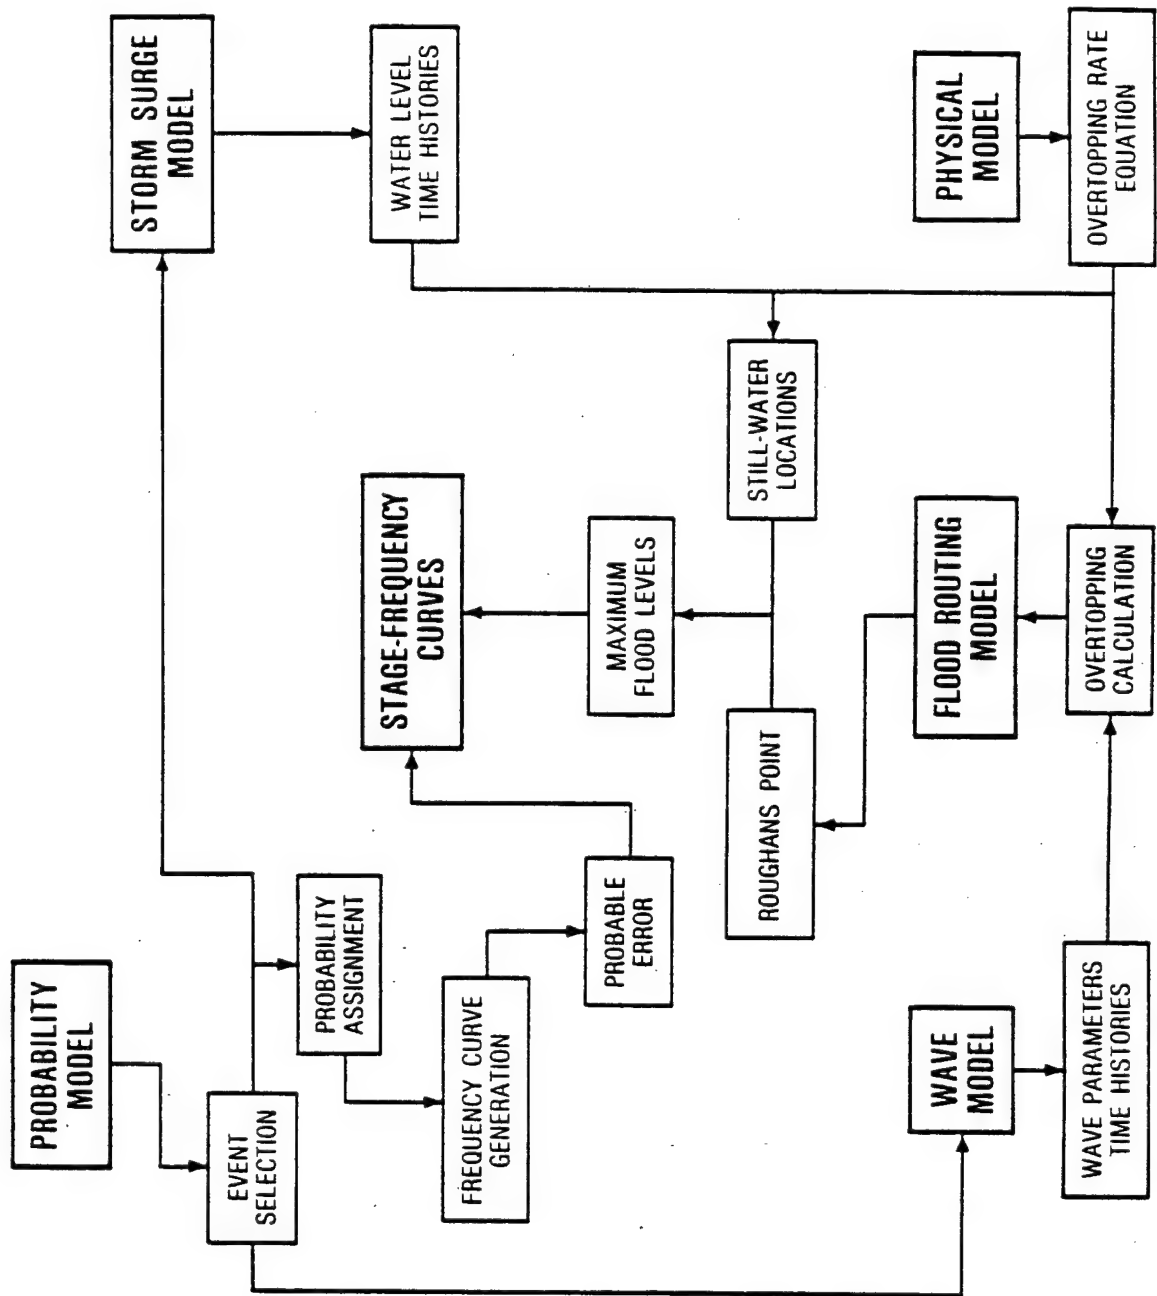 PROBABILITY
MODEL
EVENT
SELECTION
PROBABILITY
ASSIGNMENT
FREQUENCY CURVE
GENERATION
PROBABLE
ERROR
STORM SURGE
MODEL
WATER LEVEL
TIME HISTORIES
STAGE-FREQUENCY
CURVES
MAXIMUM
FLOOD LEVELS
STILL-WATER
LOCATIONS
ROUGHANS POINT
WAVE
MODEL
WAVE PARAMETERS
TIME HISTORIES
FLOOD ROUTING
MODEL
OVERTOPPING
CALCULATION
PHYSICAL
MODEL
OVERTOPPING RATE
EQUATION